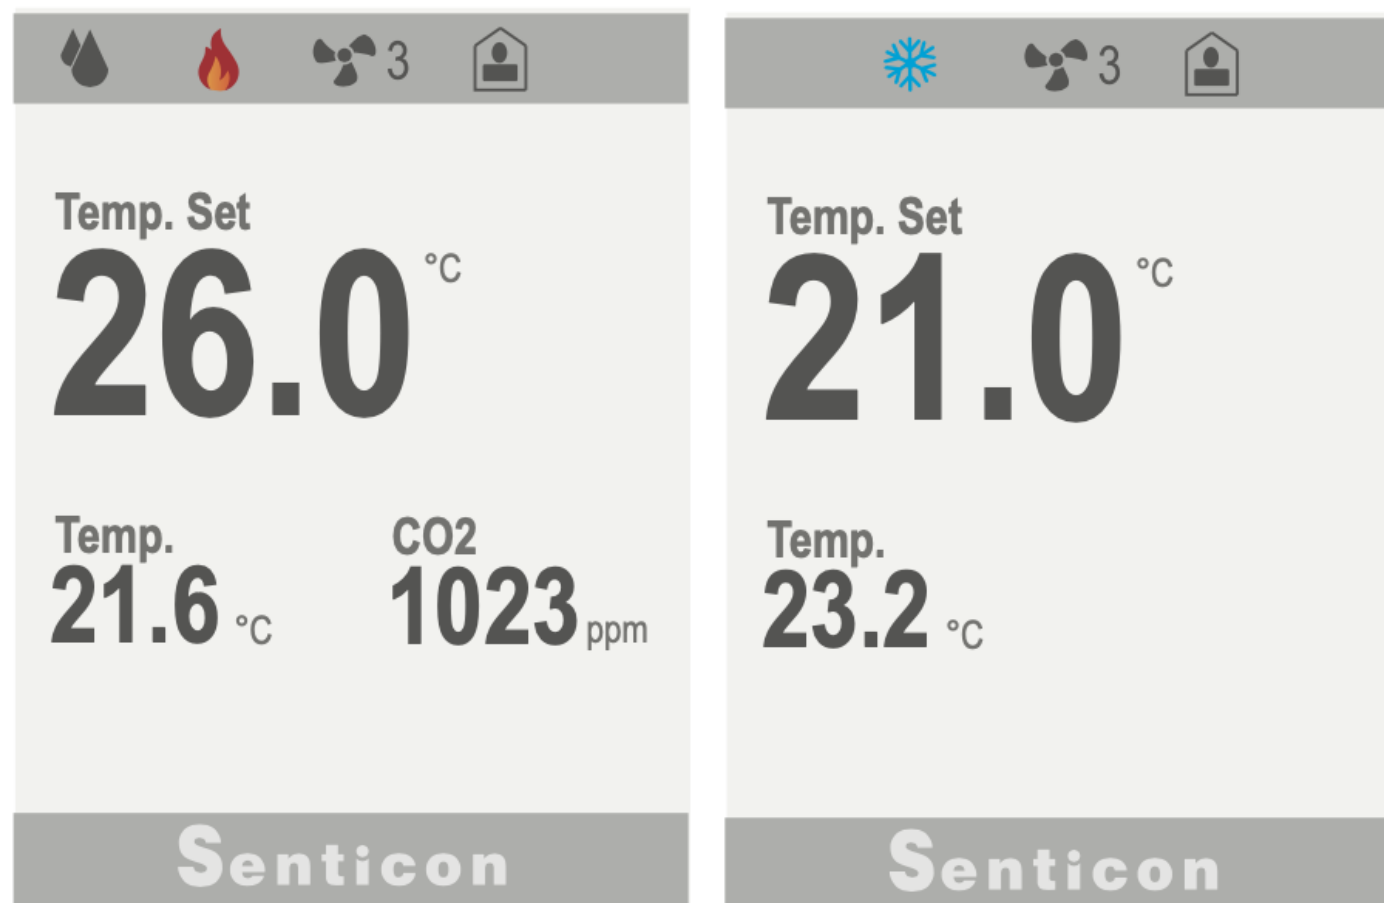 3
Temp. Set
26.0 °C
Temp. CO2
21.6 °C 1023 ppm
Senticon
3
Temp. Set
21.0 °C
Temp.
23.2 °C
Senticon